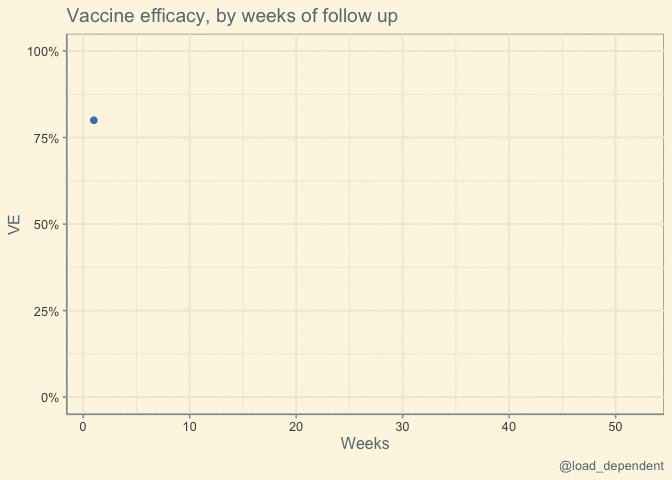 Vaccine efficacy, by weeks of follow up
100%
75%
50%
25%
0%
VE
0 10 20 30 40 50
Weeks
@load_dependent